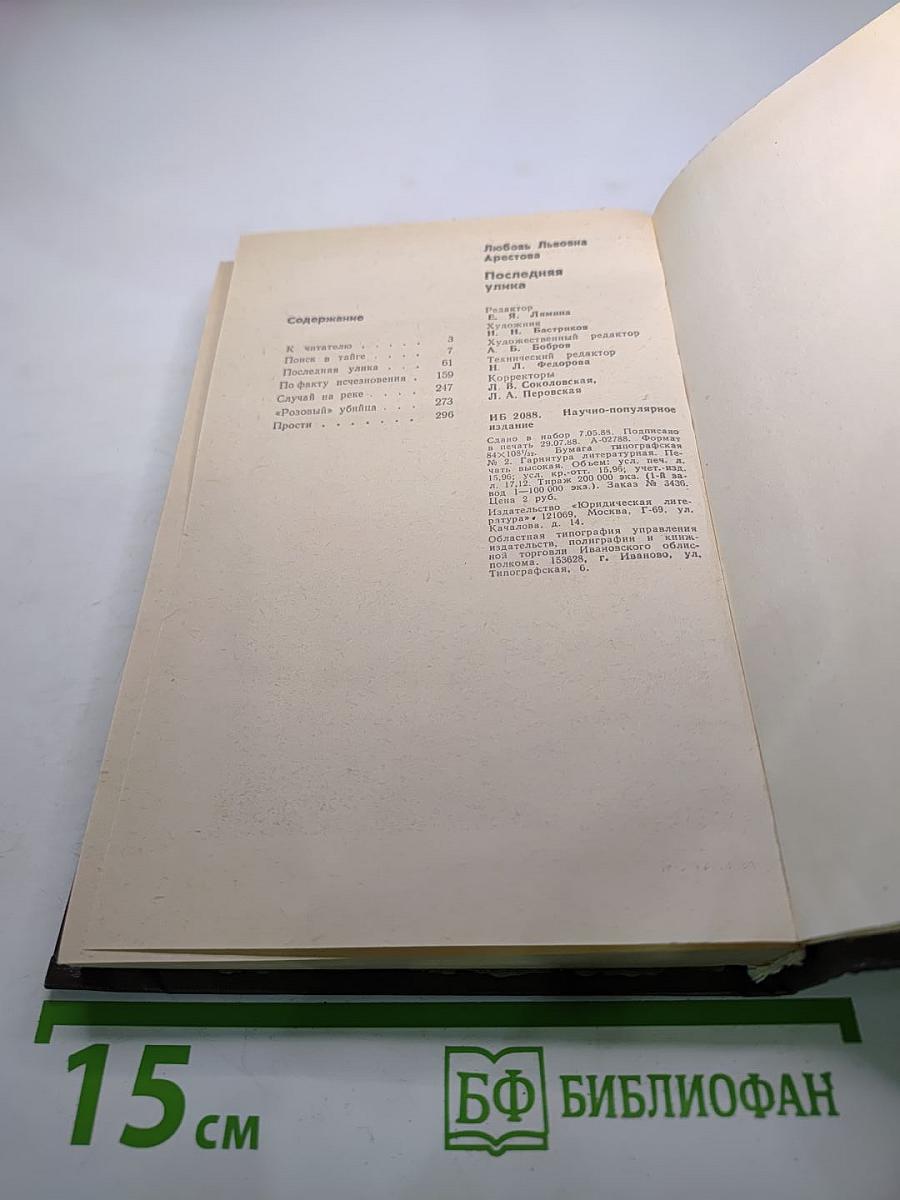 Содержание
К читателю . . . . . 3
Поиск в тайге . . . . 7
Последняя улика . . . 61
По факту исчезновения . 159
Случай на реке . . . . 247
«Розовый» убийца . . . 273
Прости . . . . . . . 296
Любовь Львовна
Арестова
Последняя
улика
Редактор
Е. Я. Лямина
Художник
Н. Н. Бастриков
Художественный редактор
А. Б. Бобров
Технический редактор
Н. Л. Федорова
Корректоры
Л. В. Соколовская,
Л. А. Перовская
ИБ 2088. Научно-популярное
издание
Сдано в набор 7.05.88. Подписано
в печать 29.07.88. А-02788. Формат
84×108¹/₃₂. Бумага типографская
№ 2. Гарнитура литературная. Пе-
чать высокая. Объем: усл. печ. л.
15,96; усл. кр.-отт. 15,96; учет.-изд.
л. 17,12. Тираж 200 000 экз. (1-й за-
вод 1—100 000 экз.). Заказ № 3436.
Цена 2 руб.
Издательство «Юридическая лите-
ратура», 121069, Москва, Г-69, ул.
Качалова, д. 14.
Областная типография управления
издательств, полиграфии и книж-
ной торговли Ивановского облис-
полкома. 153628, г. Иваново, ул.
Типографская, 6.
15 см
БФ БИБЛИОФАН